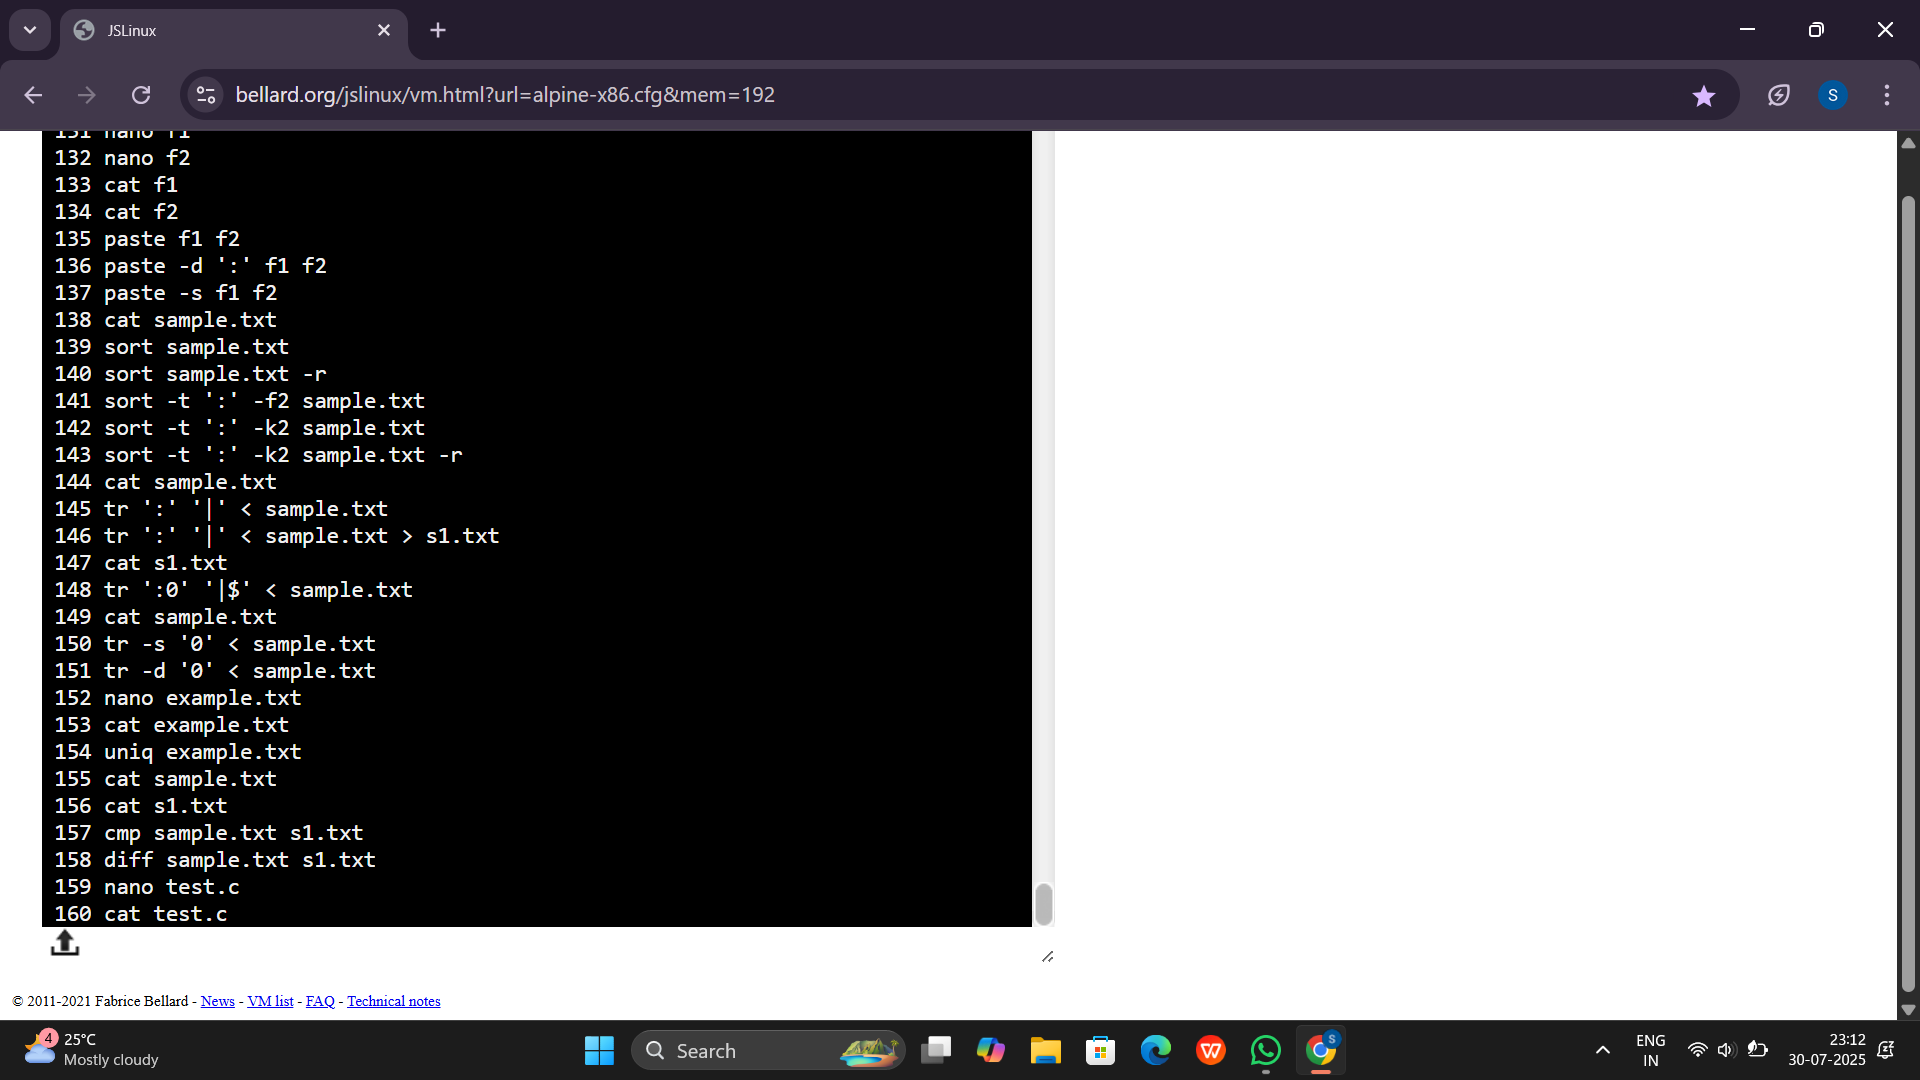 JSLinux
bellard.org/jslinux/vm.html?url=alpine-x86.cfg&mem=192
S
131 nano f1
132 nano f2
133 cat f1
134 cat f2
135 paste f1 f2
136 paste -d ':' f1 f2
137 paste -s f1 f2
138 cat sample.txt
139 sort sample.txt
140 sort sample.txt -r
141 sort -t ':' -f2 sample.txt
142 sort -t ':' -k2 sample.txt
143 sort -t ':' -k2 sample.txt -r
144 cat sample.txt
145 tr ':' '|' < sample.txt
146 tr ':' '|' < sample.txt > s1.txt
147 cat s1.txt
148 tr ':0' '|$' < sample.txt
149 cat sample.txt
150 tr -s '0' < sample.txt
151 tr -d '0' < sample.txt
152 nano example.txt
153 cat example.txt
154 uniq example.txt
155 cat sample.txt
156 cat s1.txt
157 cmp sample.txt s1.txt
158 diff sample.txt s1.txt
159 nano test.c
160 cat test.c
© 2011-2021 Fabrice Bellard - News - VM list - FAQ - Technical notes
4
25°C
Mostly cloudy
Search
W
S
ENG
IN
23:12
30-07-2025